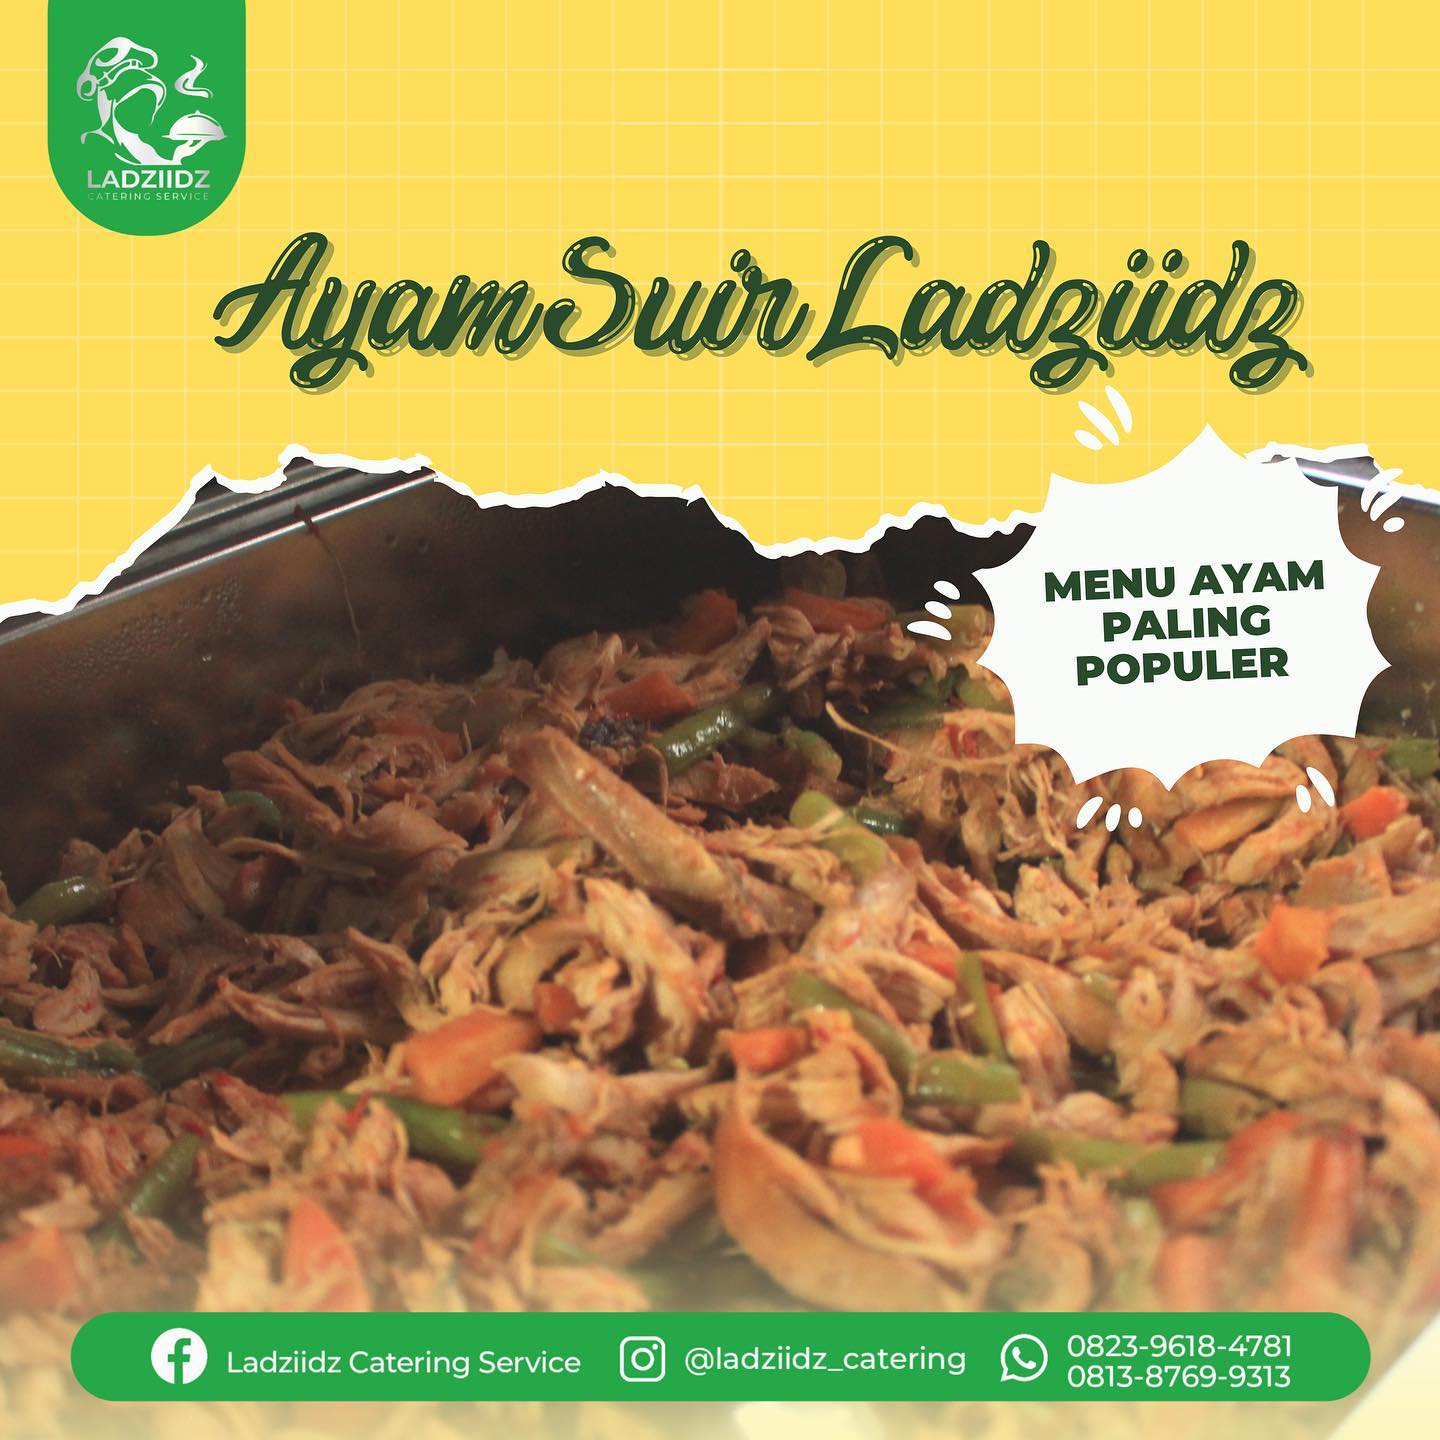 LADZIIDZ
CATERING SERVICE
Ayam Suir Ladziidz
MENU AYAM
PALING
POPULER
Ladziidz Catering Service
@ladziidz_catering
0823-9618-4781
0813-8769-9313